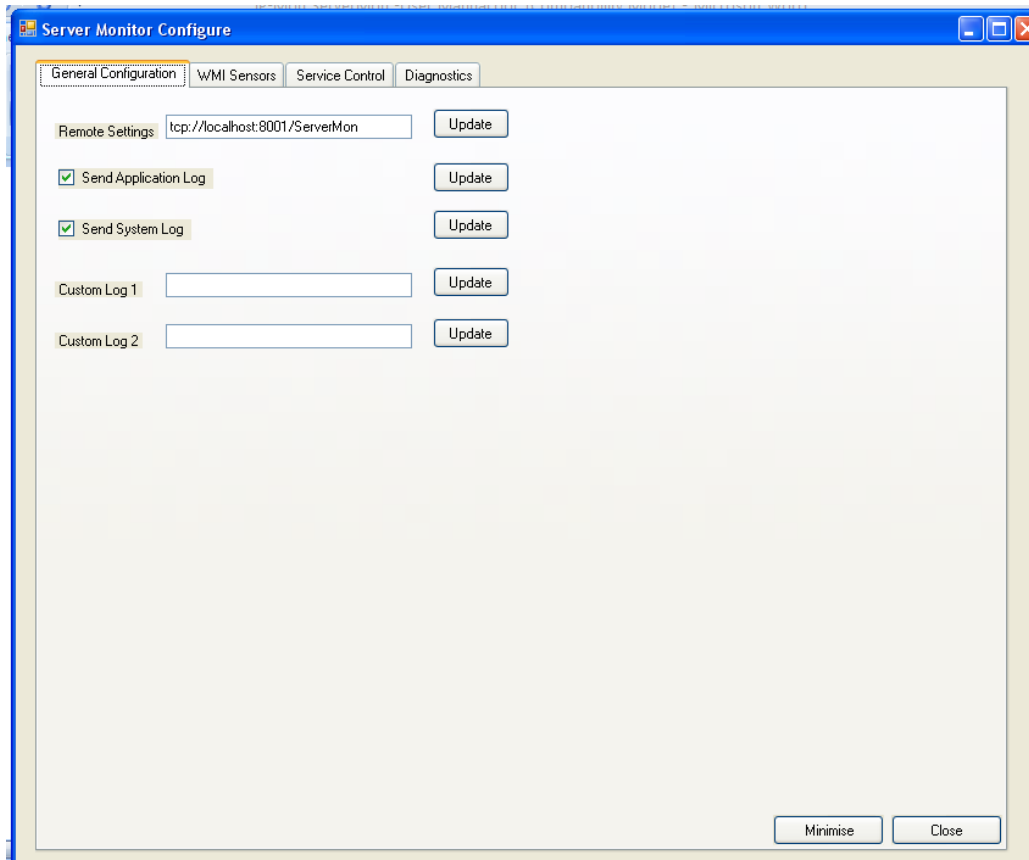 Server Monitor Configure
General Configuration WMI Sensors Service Control Diagnostics
Remote Settings tcp://localhost:8001/ServerMon Update
Send Application Log Update
Send System Log Update
Custom Log 1 Update
Custom Log 2 Update
Minimise Close